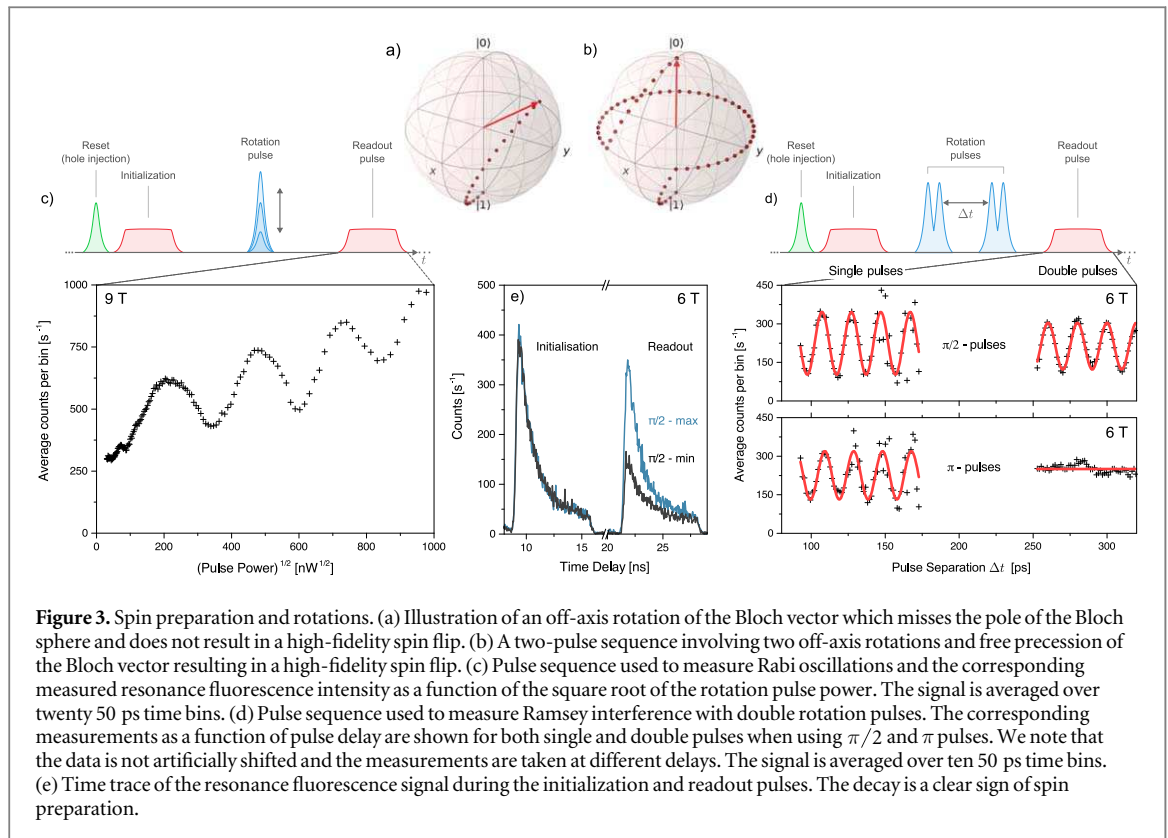 a)
|0⟩
x
y
|1⟩
b)
|0⟩
x
y
|1⟩
c)
Reset
(hole injection)
Initialization
Rotation
pulse
Readout
pulse
t
d)
Reset
(hole injection)
Initialization
Rotation
pulses
Δt
Readout
pulse
t
9 T
Average counts per bin [s⁻¹]
1000
750
500
250
0
0
200
400
600
800
1000
(Pulse Power) ¹ᐟ² [nW¹ᐟ²]
e)
6 T
Initialisation
Readout
π/2 - max
π/2 - min
Counts [s⁻¹]
500
400
300
200
100
0
10
15
20
25
Time Delay [ns]
Single pulses
Double pulses
6 T
π/2 - pulses
450
300
150
0
6 T
π - pulses
450
300
150
0
Average counts per bin [s⁻¹]
100
150
200
250
300
Pulse Separation Δt [ps]
Figure 3. Spin preparation and rotations. (a) Illustration of an off-axis rotation of the Bloch vector which misses the pole of the Bloch
sphere and does not result in a high-fidelity spin flip. (b) A two-pulse sequence involving two off-axis rotations and free precession of
the Bloch vector resulting in a high-fidelity spin flip. (c) Pulse sequence used to measure Rabi oscillations and the corresponding
measured resonance fluorescence intensity as a function of the square root of the rotation pulse power. The signal is averaged over
twenty 50 ps time bins. (d) Pulse sequence used to measure Ramsey interference with double rotation pulses. The corresponding
measurements as a function of pulse delay are shown for both single and double pulses when using π/2 and π pulses. We note that
the data is not artificially shifted and the measurements are taken at different delays. The signal is averaged over ten 50 ps time bins.
(e) Time trace of the resonance fluorescence signal during the initialization and readout pulses. The decay is a clear sign of spin
preparation.